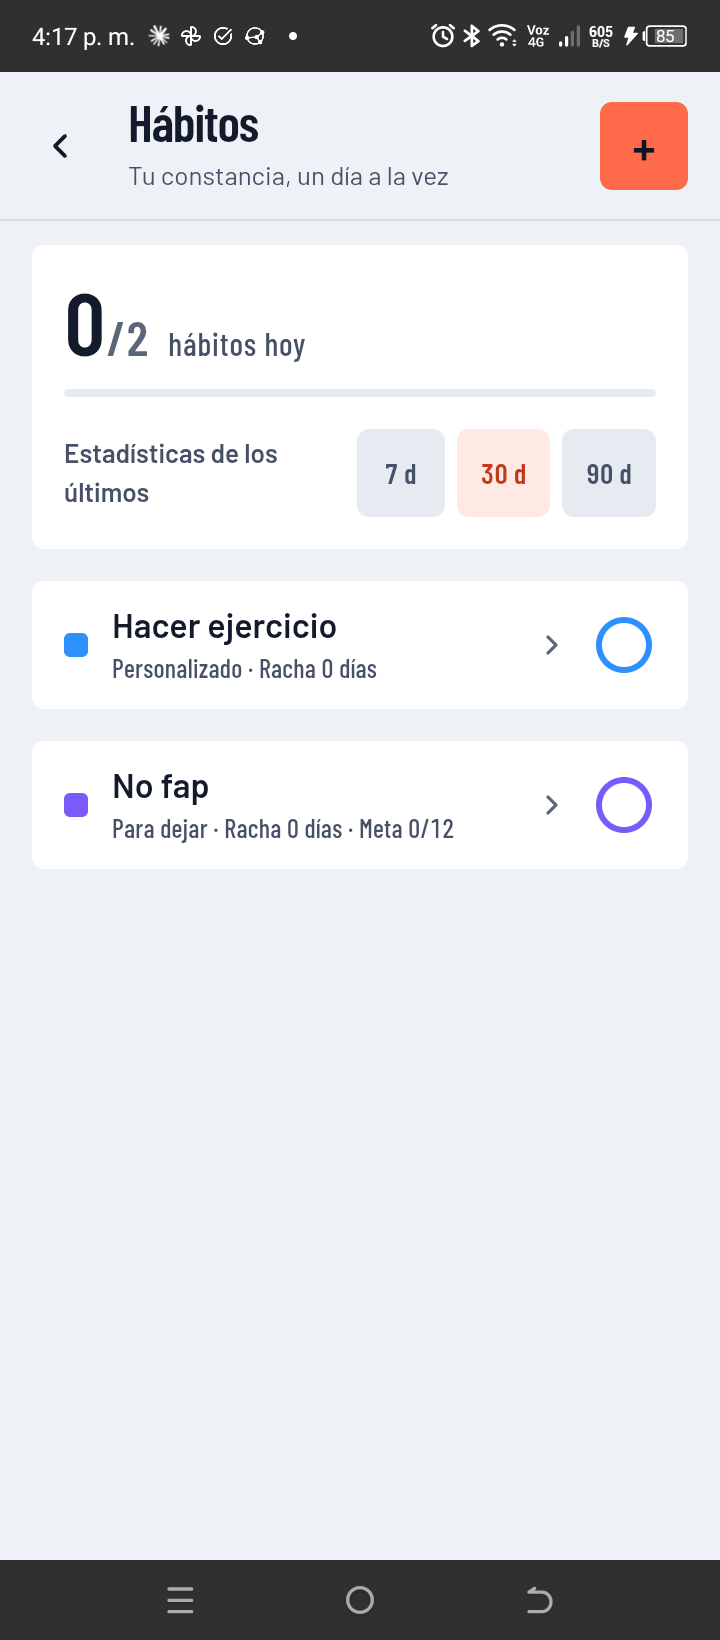 4:17 p. m.
Voz
4G
605
B/S
85
Hábitos
Tu constancia, un día a la vez
+
0/2 hábitos hoy
Estadísticas de los
últimos
7 d
30 d
90 d
Hacer ejercicio
Personalizado · Racha 0 días
No fap
Para dejar · Racha 0 días · Meta 0/12